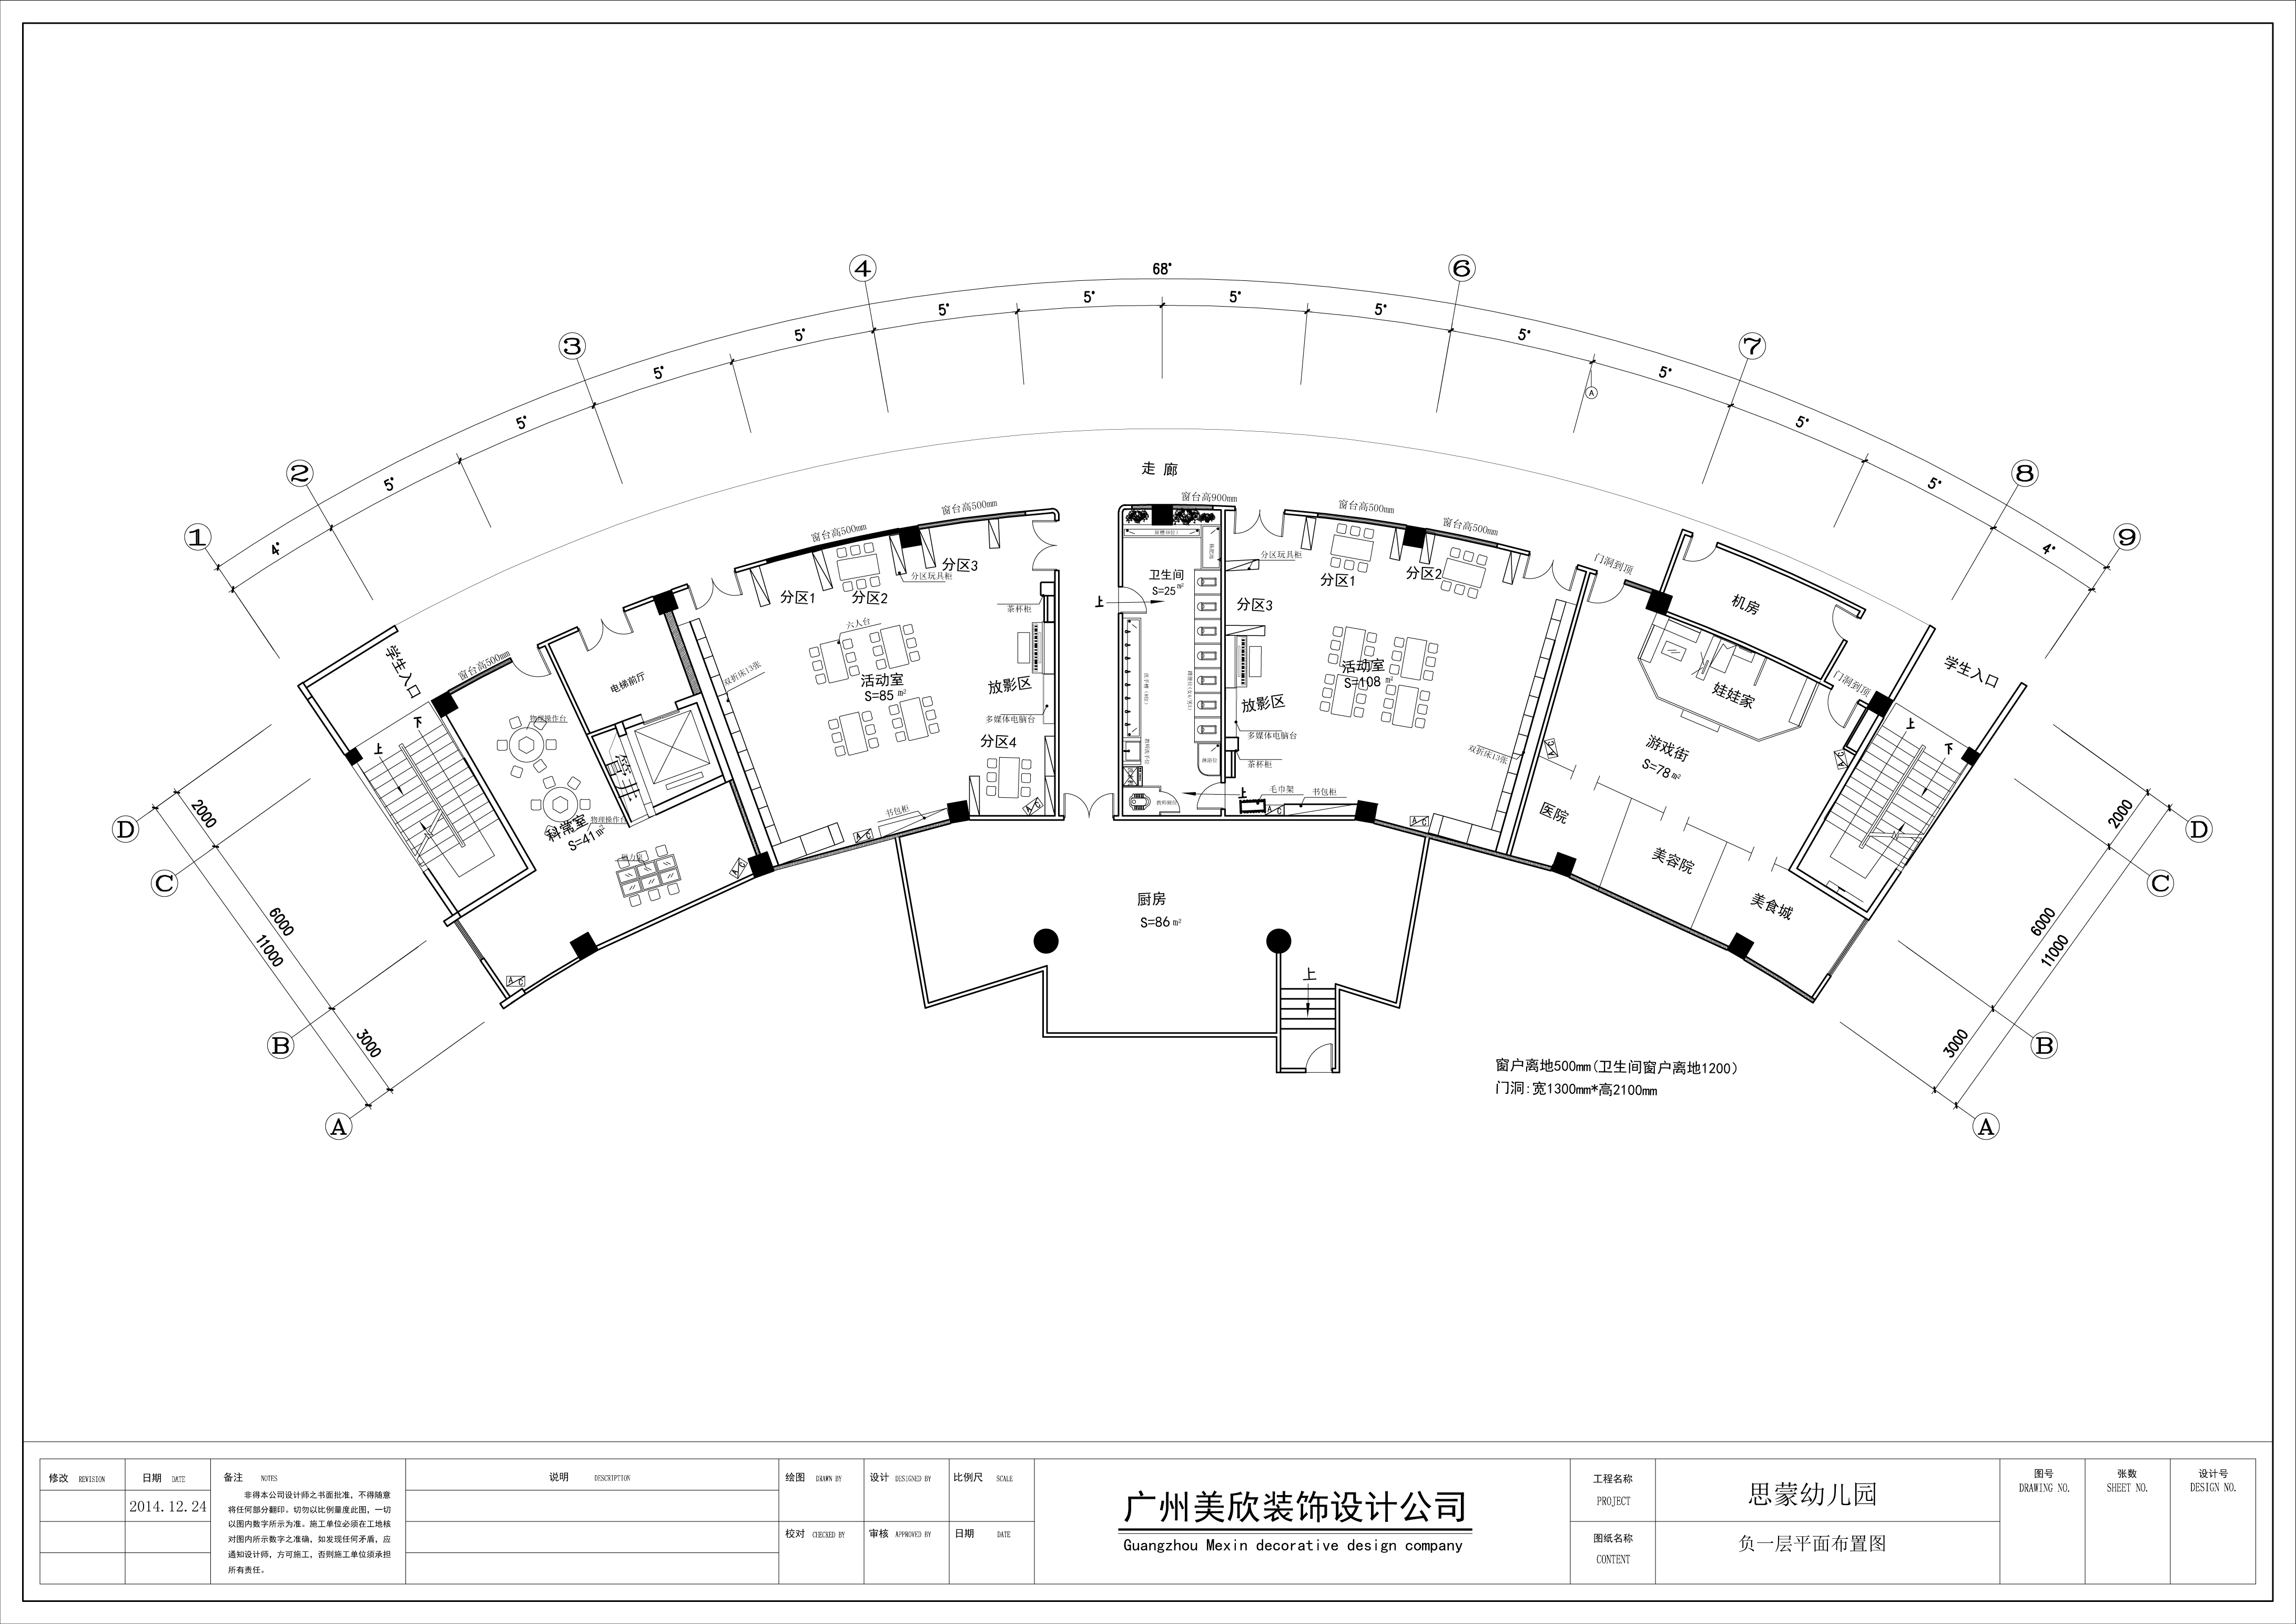 68°
5°
5°
5°
5°
5°
5°
5°
5°
5°
5°
5°
5°
4°
4°
1
2
3
4
6
7
8
9
A
走 廊
窗台高500mm
窗台高500mm
窗台高500mm
窗台高900mm
窗台高500mm
窗台高500mm
学生入口
下
上
物理操作台
物理操作台
科常室
S=41m²
电梯前厅
A C
A C
双折床13张
分区1
分区2
分区3
分区玩具柜
六人台
活动室
S=85 m²
茶杯柜
放影区
多媒体电脑台
分区4
书包柜
A C
A C
卫生间
S=25m²
上
上
分区玩具柜
分区1
分区2
分区3
活动室
S=108 m²
放影区
多媒体电脑台
茶杯柜
毛巾架
书包柜
A C
A C
双折床13张
门洞到顶
机房
娃娃家
门洞到顶
游戏街
S=78m²
A C
A C
医院
美容院
美食城
学生入口
上
下
厨房
S=86 m²
上
D
C
B
A
2000
6000
11000
3000
D
C
B
A
2000
6000
11000
3000
窗户离地500mm(卫生间窗户离地1200)
门洞:宽1300mm*高2100mm
修改 REVISION
日期 DATE
2014.12.24
备注 NOTES
非得本公司设计师之书面批准, 不得随意
将任何部分翻印。切勿以比例量度此图, 一切
以图内数字所示为准。施工单位必须在工地核
对图内所示数字之准确, 如发现任何矛盾, 应
通知设计师, 方可施工, 否则施工单位须承担
所有责任。
说明 DESCRIPTION
绘图 DRAWN BY
设计 DESIGNED BY
比例尺 SCALE
校对 CHECKED BY
审核 APPROVED BY
日期 DATE
广州美欣装饰设计公司
Guangzhou Mexin decorative design company
工程名称
PROJECT
思蒙幼儿园
图纸名称
CONTENT
负一层平面布置图
图号
DRAWING NO.
张数
SHEET NO.
设计号
DESIGN NO.